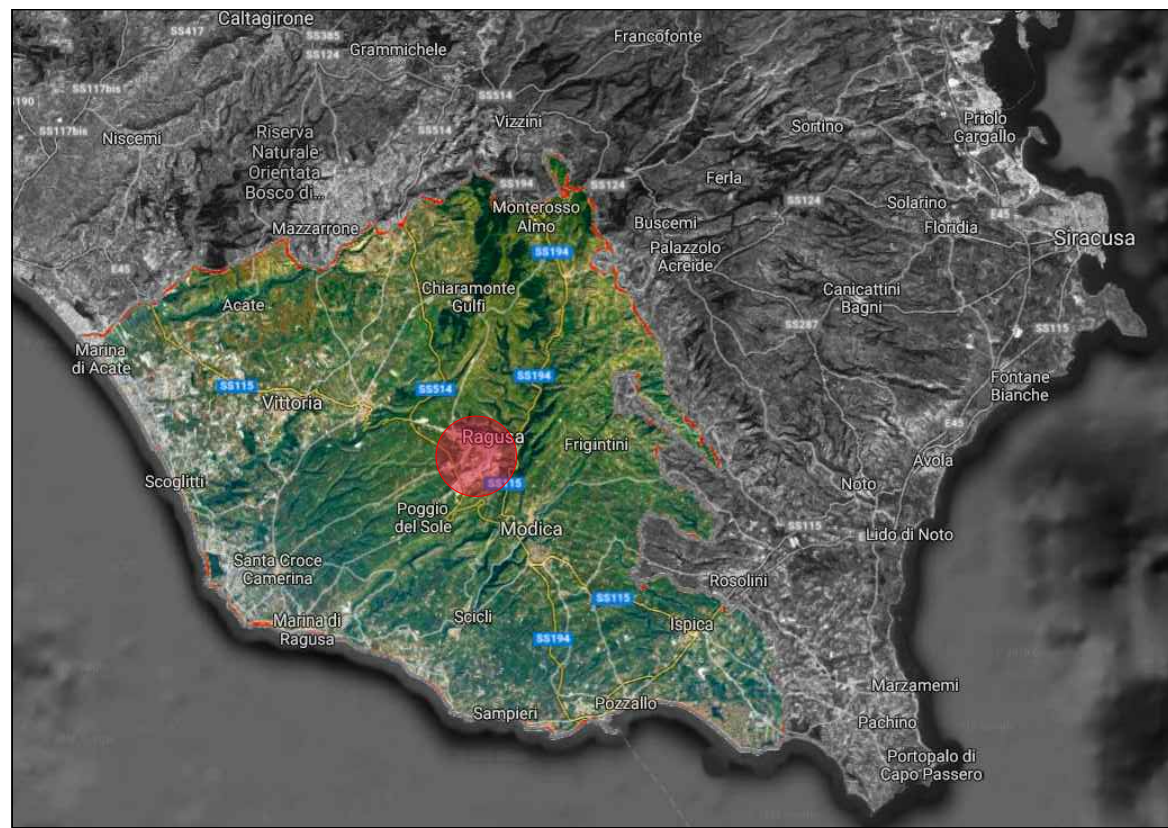 Caltagirone
SS417
SS385
SS124
Grammichele
Francofonte
SS117bis
190
SS117bis
Niscemi
SS514
SS514
Vizzini
Sortino
Priolo
Gargallo
Riserva
Naturale
Orientata
Bosco di...
SS194
SS124
Ferla
SS124
Solarino
E45
Floridia
Siracusa
Monterosso
Almo
Buscemi
Palazzolo
Acreide
Mazzarrone
E45
SS194
Chiaramonte
Gulfi
Canicattini
Bagni
Acate
SS287
SS115
Marina
di Acate
SS115
SS514
SS194
Fontane
Bianche
Vittoria
E45
Ragusa
Frigintini
Avola
Scoglitti
SS115
Noto
Poggio
del Sole
Modica
SS115
Lido di Noto
Santa Croce
Camerina
Rosolini
SS115
Scicli
Marina di
Ragusa
Ispica
SS194
Marzamemi
Sampieri
Pozzallo
Pachino
Portopalo di
Capo Passero